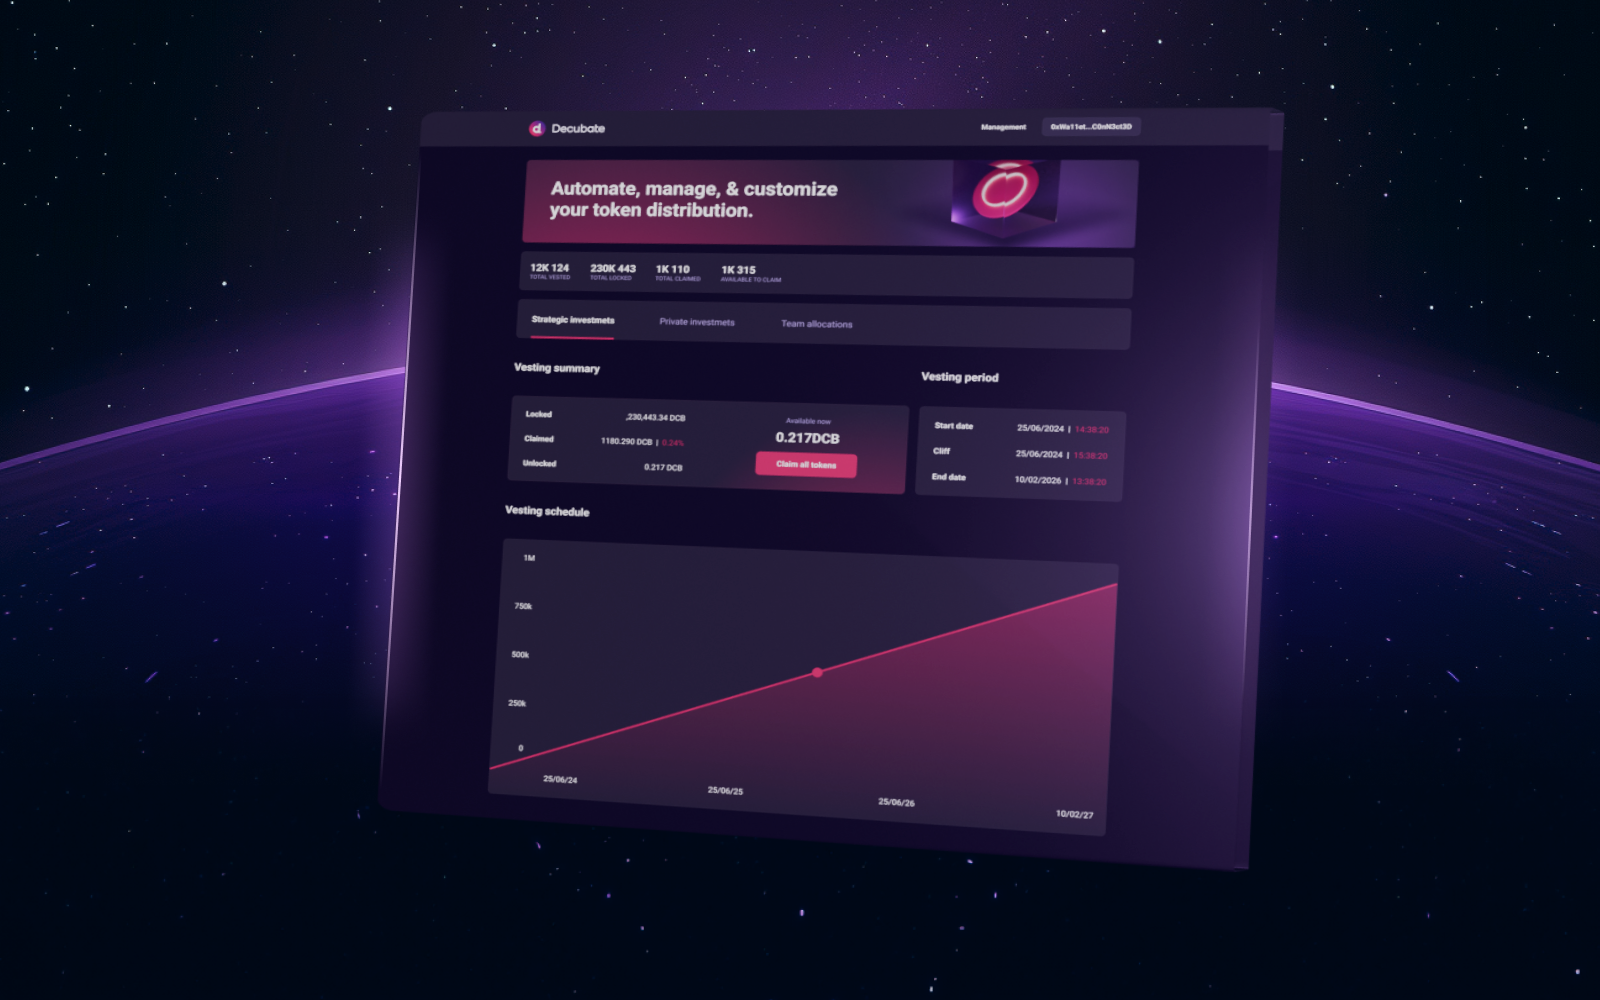 Decubate
Management
0xWa11et...C0nN3ct3D
Automate, manage, & customize
your token distribution.
12K 124
230K 443
1K 110
1K 315
TOTAL VESTED
TOTAL LOCKED
TOTAL CLAIMED
AVAILABLE TO CLAIM
Strategic investmets
Private investmets
Team allocations
Vesting summary
Locked
,230,443.34 DCB
Claimed
1180.290 DCB | 0.24%
Unlocked
0.217 DCB
Available now
0.217DCB
Claim all tokens
Vesting period
Start date
25/06/2024 | 14:38:20
Cliff
25/06/2024 | 15:38:20
End date
10/02/2026 | 13:38:20
Vesting schedule
1M
750k
500k
250k
0
25/06/24
25/06/25
25/06/26
10/02/27